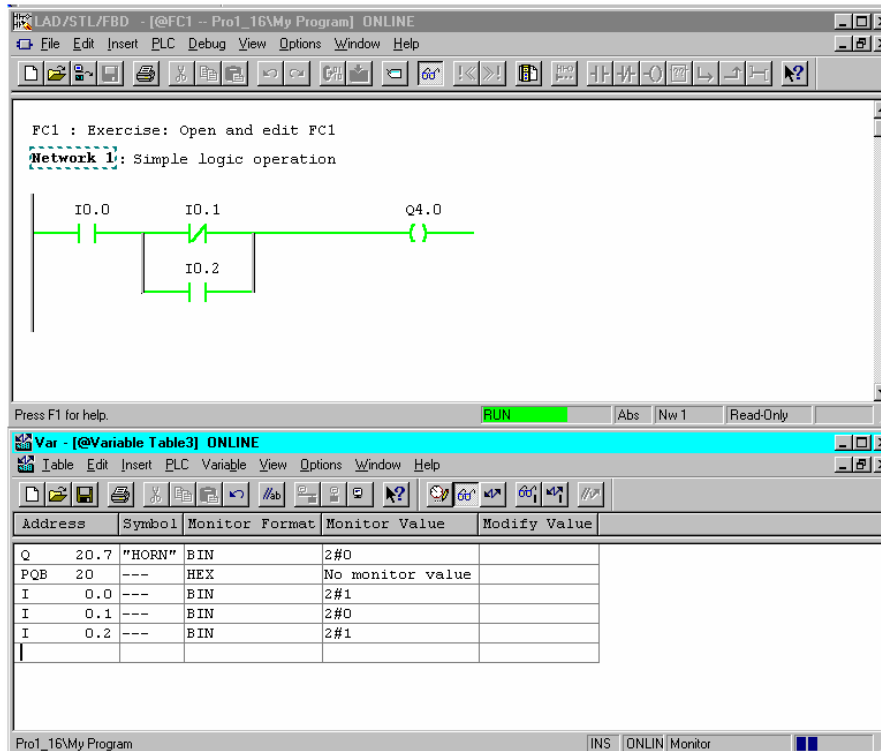 LAD/STL/FBD - [@FC1 -- Pro1_16\My Program] ONLINE
File Edit Insert PLC Debug View Options Window Help
FC1 : Exercise: Open and edit FC1
Network 1: Simple logic operation
I0.0 I0.1 Q4.0
I0.2
Press F1 for help. RUN Abs Nw 1 Read-Only
Var - [@Variable Table3] ONLINE
Table Edit Insert PLC Variable View Options Window Help
Address Symbol Monitor Format Monitor Value Modify Value
Q 20.7 "HORN" BIN 2#0
PQB 20 --- HEX No monitor value
I 0.0 --- BIN 2#1
I 0.1 --- BIN 2#0
I 0.2 --- BIN 2#1
Pro1_16\My Program INS ONLIN Monitor